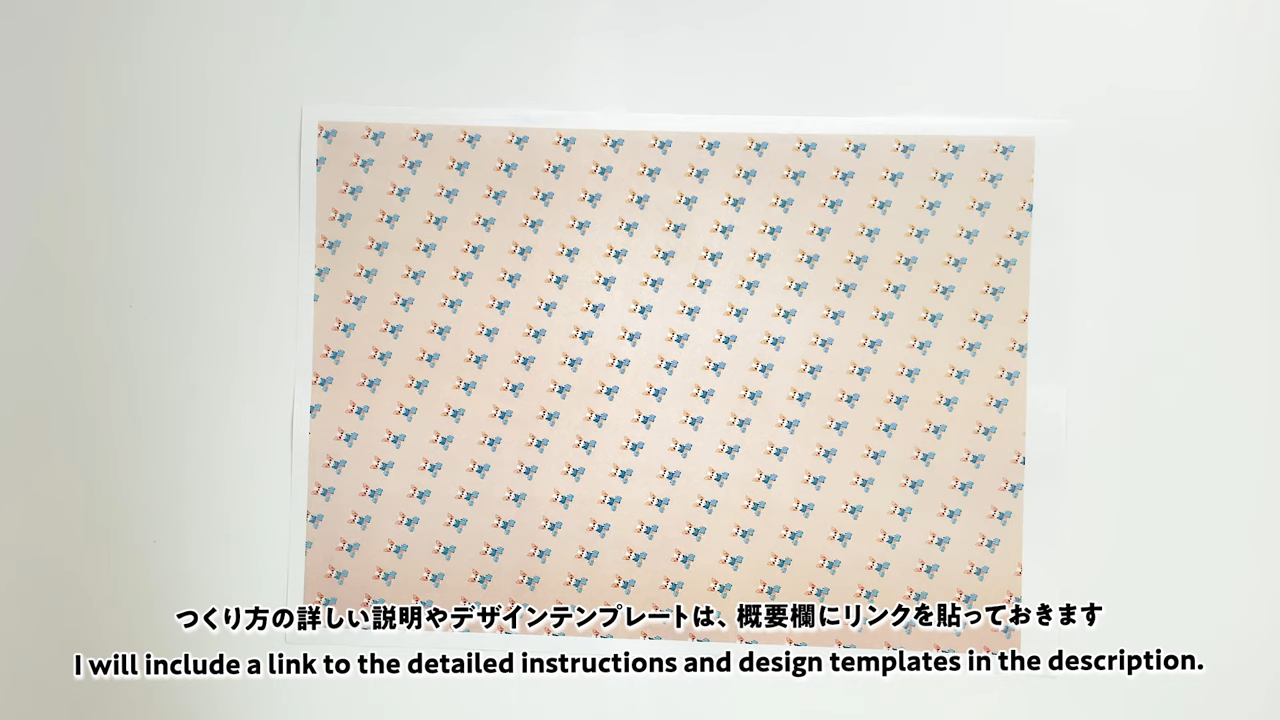 つくり方の詳しい説明やデザインテンプレートは、概要欄にリンクを貼っておきます
I will include a link to the detailed instructions and design templates in the description.